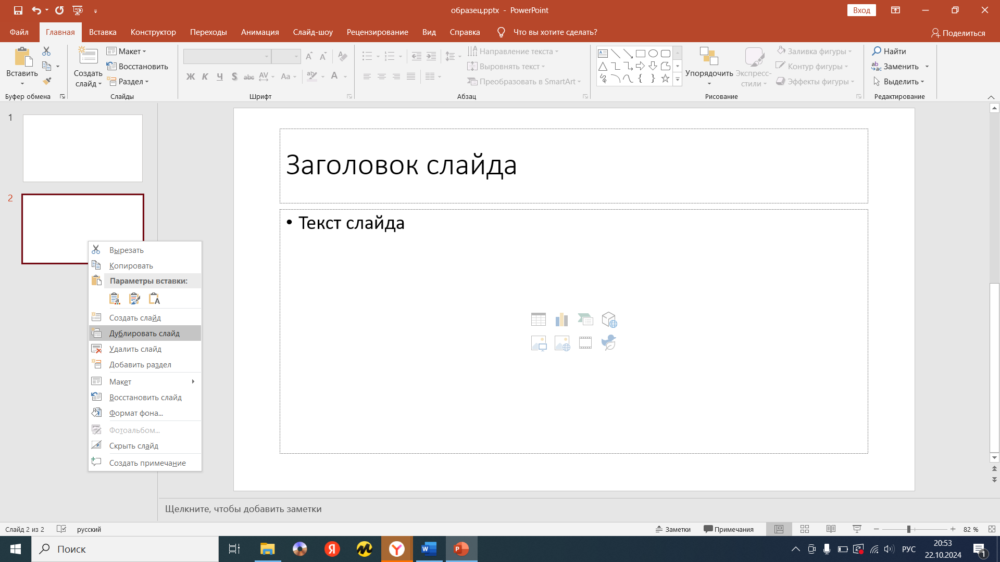 образец.pptx - PowerPoint
Вход
Файл
Главная
Вставка
Конструктор
Переходы
Анимация
Слайд-шоу
Рецензирование
Вид
Справка
Что вы хотите сделать?
Поделиться
Вставить
Буфер обмена
Создать
слайд
Макет
Восстановить
Раздел
Слайды
Ж К Ч S abc AV Aa A
Шрифт
Направление текста
Выровнять текст
Преобразовать в SmartArt
Абзац
Упорядочить
Экспресс-
стили
Заливка фигуры
Контур фигуры
Эффекты фигуры
Рисование
Найти
Заменить
Выделить
Редактирование
1
2
Заголовок слайда
• Текст слайда
Вырезать
Копировать
Параметры вставки:
Создать слайд
Дублировать слайд
Удалить слайд
Добавить раздел
Макет
Восстановить слайд
Формат фона...
Фотоальбом...
Скрыть слайд
Создать примечание
Щелкните, чтобы добавить заметки
Слайд 2 из 2
русский
Заметки
Примечания
82 %
Поиск
РУС
20:53
22.10.2024
1